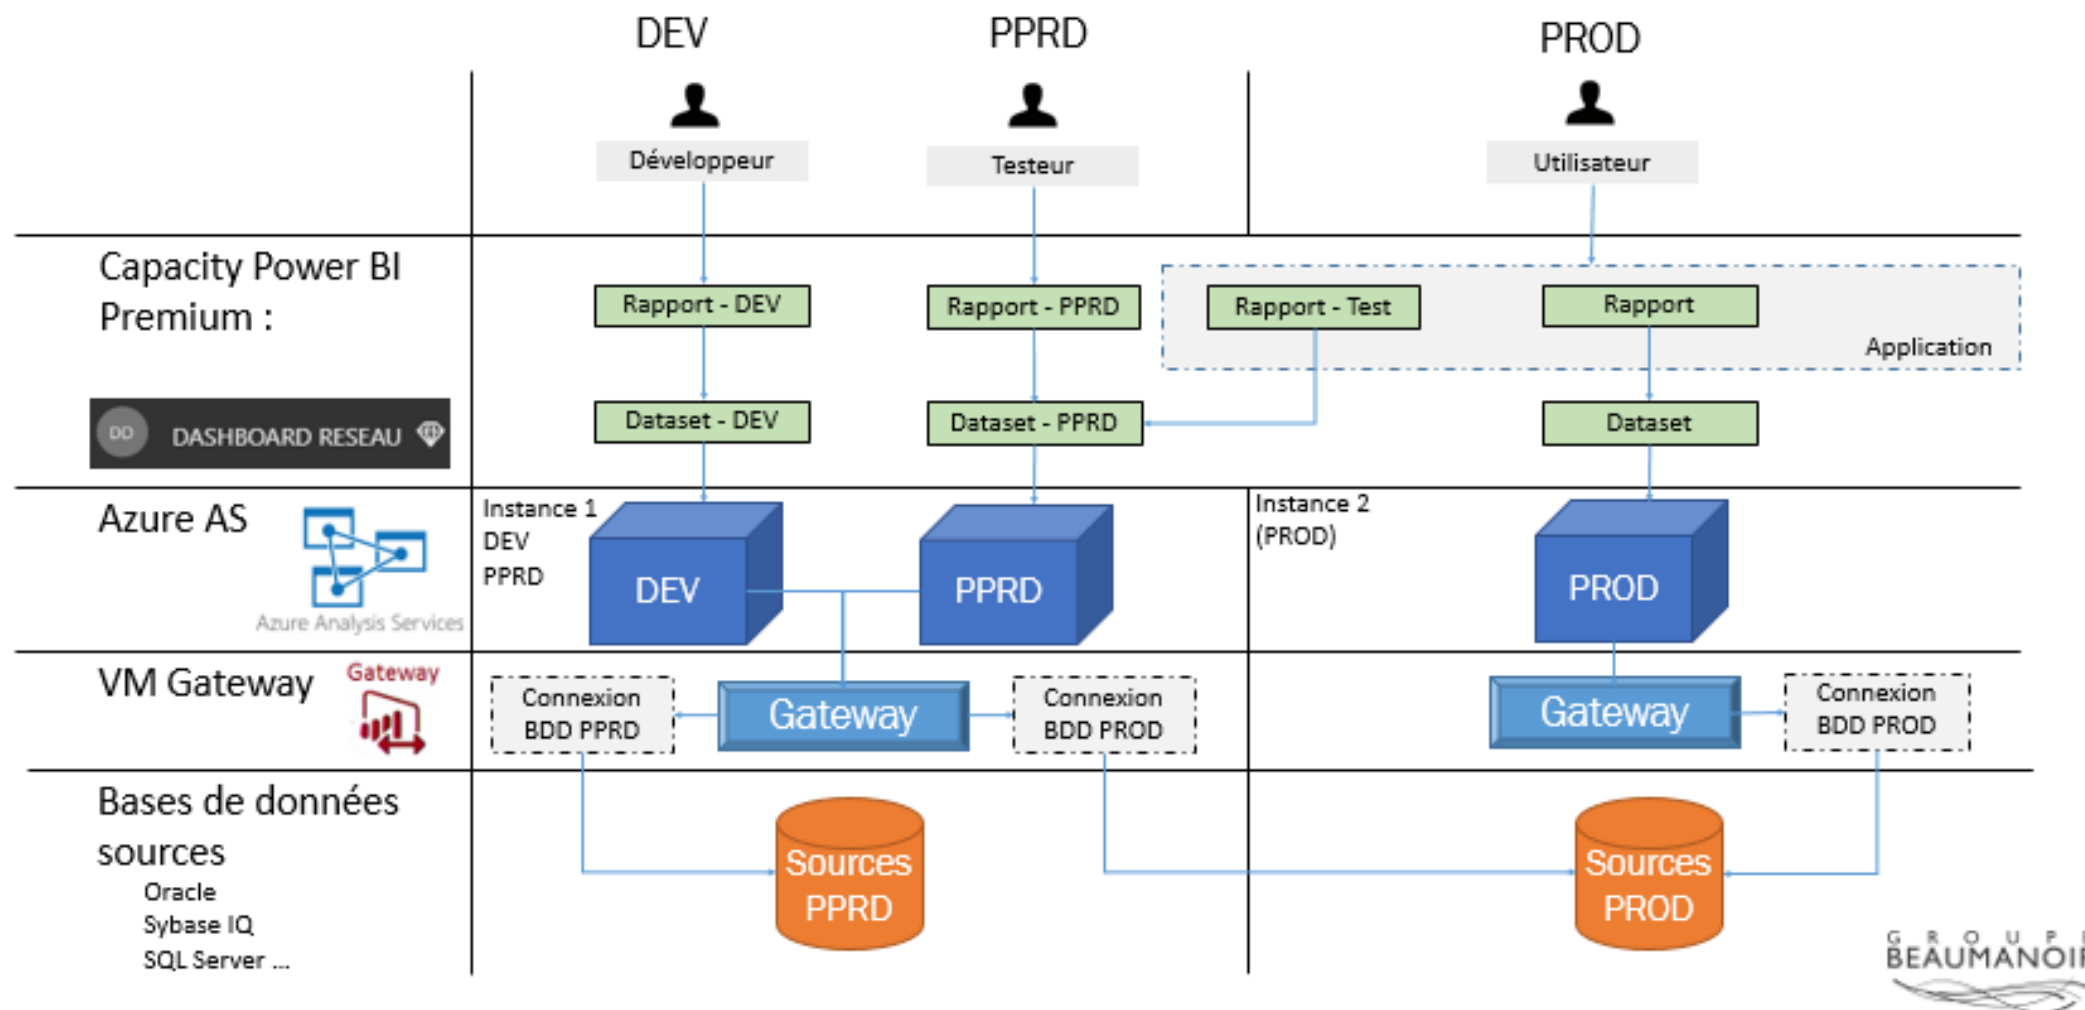 DEV
PPRD
PROD
Développeur
Testeur
Utilisateur
Capacity Power BI
Premium :
Rapport - DEV
Rapport - PPRD
Rapport - Test
Rapport
Application
DD
DASHBOARD RESEAU
Dataset - DEV
Dataset - PPRD
Dataset
Azure AS
Azure Analysis Services
Instance 1
DEV
PPRD
DEV
PPRD
Instance 2
(PROD)
PROD
VM Gateway
Gateway
Connexion
BDD PPRD
Gateway
Connexion
BDD PROD
Gateway
Connexion
BDD PROD
Bases de données
sources
Oracle
Sybase IQ
SQL Server ...
Sources
PPRD
Sources
PROD
GROUPE
BEAUMANOIR